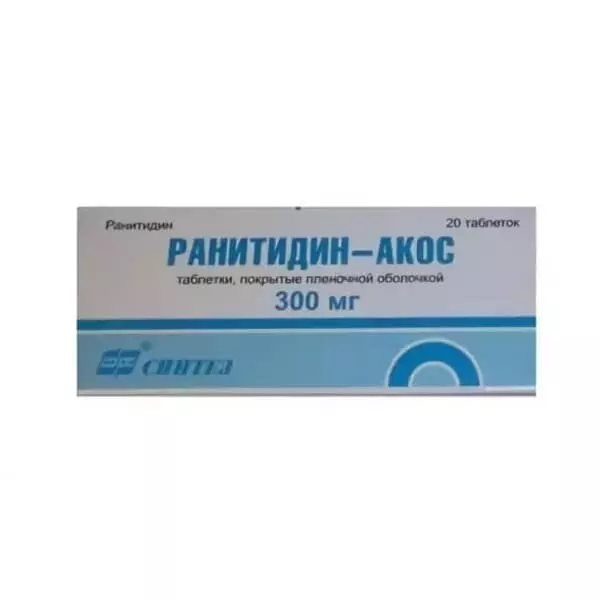 Ранитидин
20 таблеток
РАНИТИДИН-АКОС
таблетки, покрытые пленочной оболочкой
300 мг
® синтез